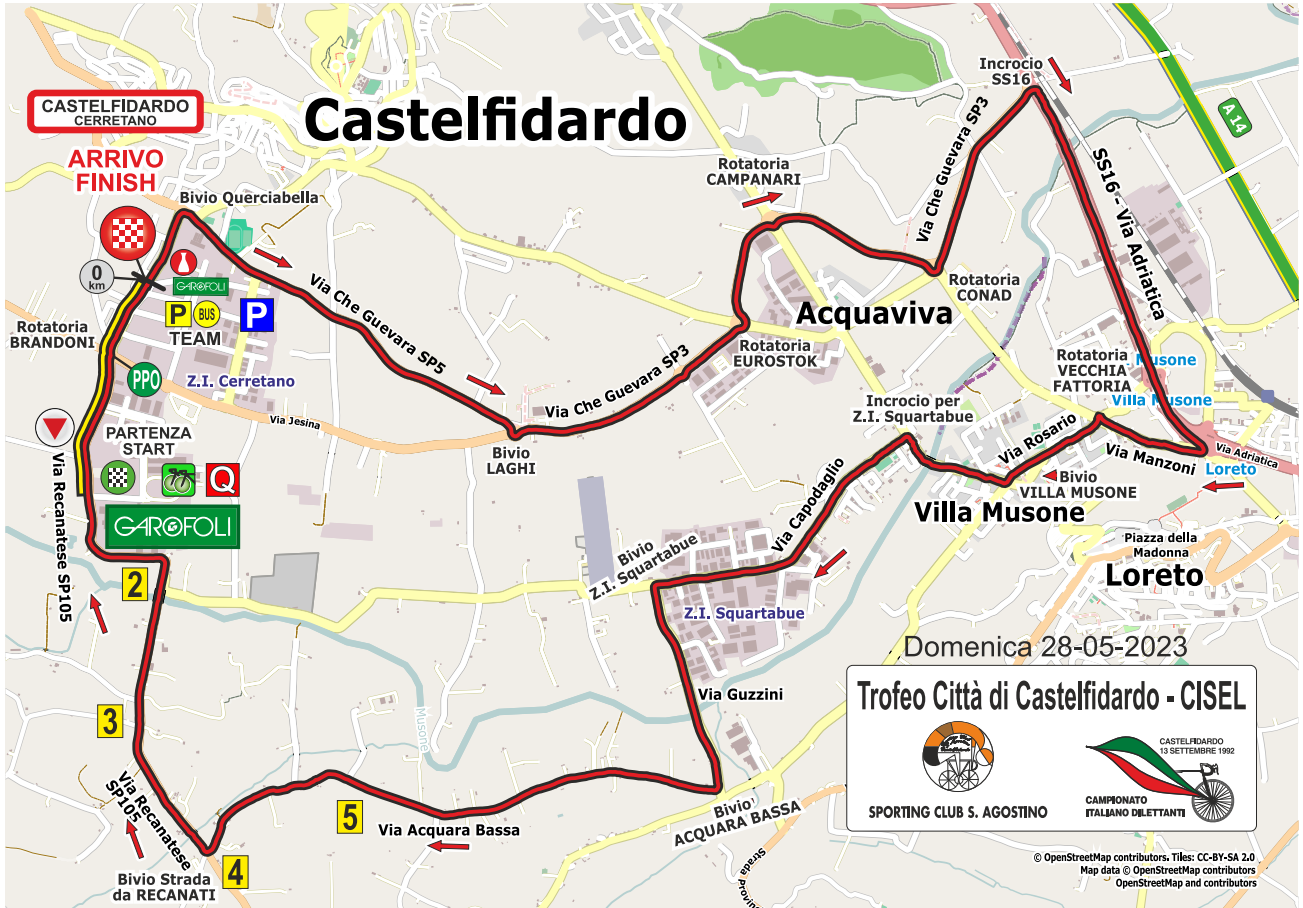 Castelfidardo
CASTELFIDARDO
CERRETANO
ARRIVO
FINISH
Bivio Querciabella
0
km
GAROFOLI
P
BUS
P
TEAM
Rotatoria
BRANDONI
PPO
Z.I. Cerretano
Via Jesina
PARTENZA
START
Q
GAROFOLI
Via Recanatese SP105
Via Che Guevara SP5
Bivio
LAGHI
Via Che Guevara SP3
Rotatoria
EUROSTOK
Rotatoria
CAMPANARI
Acquaviva
Via Che Guevara SP3
Rotatoria
CONAD
Incrocio
SS16
A 14
SS16 - Via Adriatica
Rotatoria
VECCHIA
FATTORIA
Musone
Villa Musone
Incrocio per
Z.I. Squartabue
Via Rosario
Via Manzoni
Via Adriatica
Loreto
Bivio
VILLA MUSONE
Villa Musone
Piazza della
Madonna
Loreto
Via Capodaglio
Bivio
Z.I. Squartabue
Z.I. Squartabue
Via Guzzini
Musone
2
3
4
5
Via Recanatese
SP105
Bivio Strada
da RECANATI
Via Acquara Bassa
Bivio
ACQUARA BASSA
Strada Provin
Domenica 28-05-2023
Trofeo Città di Castelfidardo - CISEL
SPORTING CLUB S. AGOSTINO
CASTELFIDARDO
13 SETTEMBRE 1992
CAMPIONATO
ITALIANO DILETTANTI
© OpenStreetMap contributors. Tiles: CC-BY-SA 2.0
Map data © OpenStreetMap contributors
OpenStreetMap and contributors